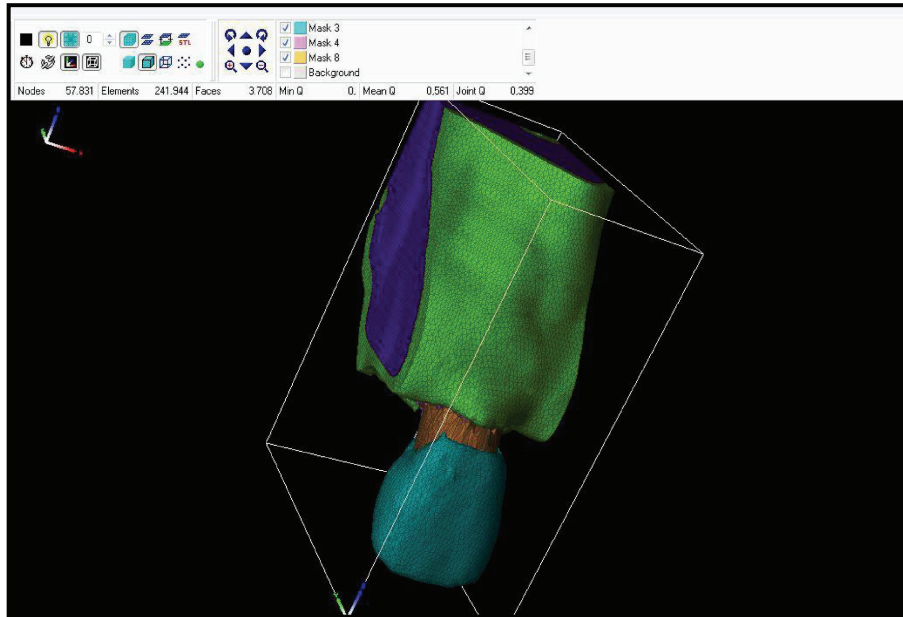 0
STL
Mask 3
Mask 4
Mask 8
Background
Nodes 57.831 Elements 241.944 Faces 3.708 Min Q 0. Mean Q 0.561 Joint Q 0.399